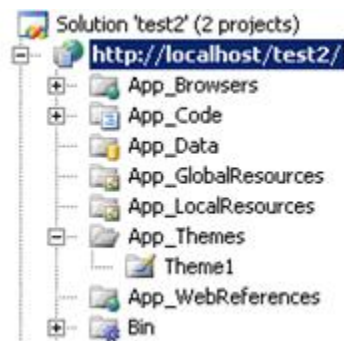 Solution 'test2' (2 projects)
http://localhost/test2/
App_Browsers
App_Code
App_Data
App_GlobalResources
App_LocalResources
App_Themes
Theme1
App_WebReferences
Bin